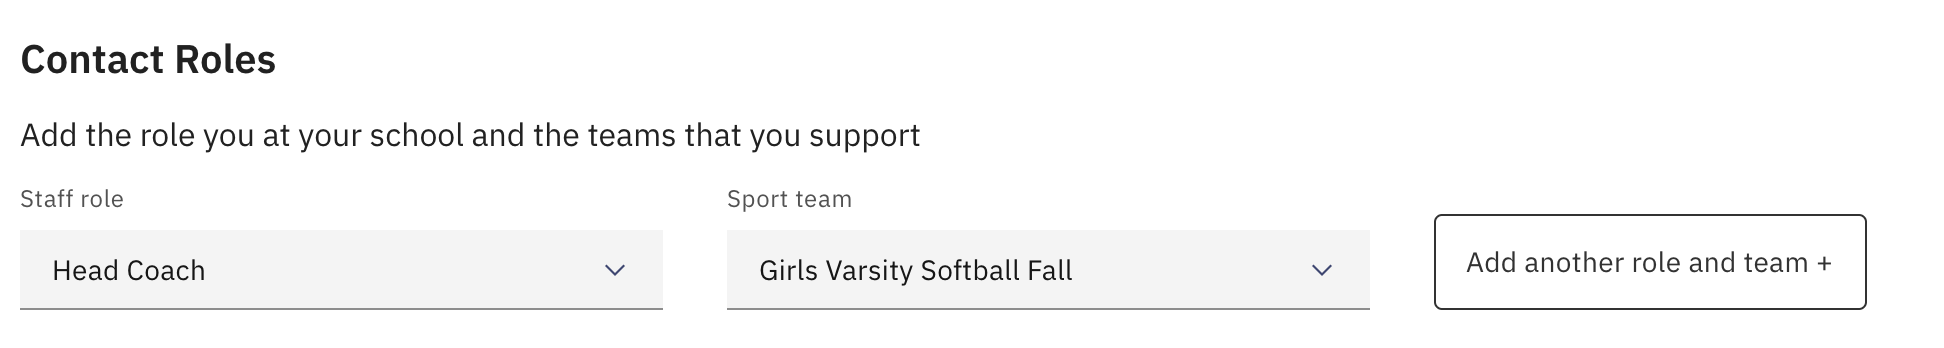 Contact Roles
Add the role you at your school and the teams that you support
Staff role
Sport team
Head Coach
Girls Varsity Softball Fall
Add another role and team +